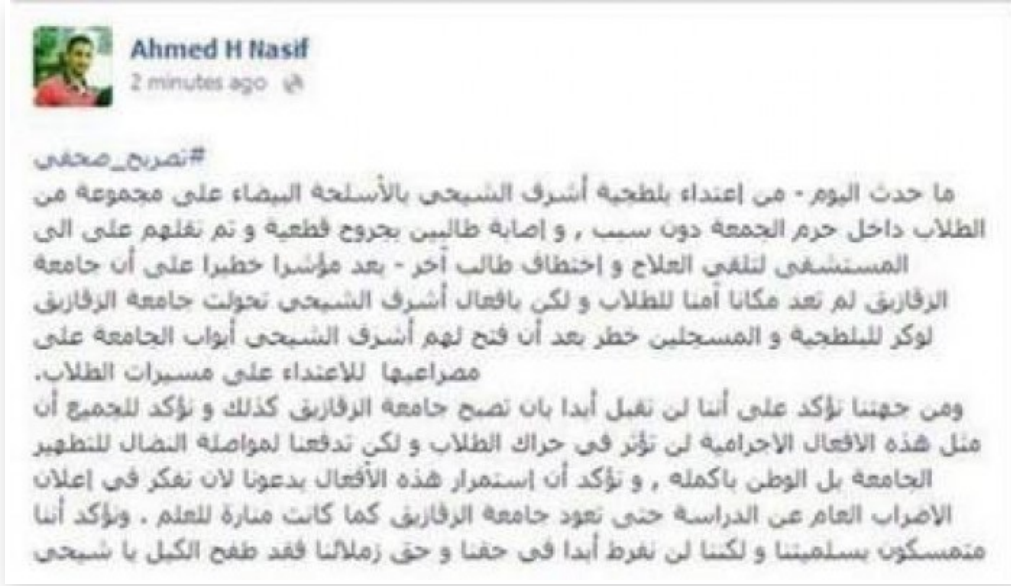 Ahmed H Nasif
2 minutes ago
#تصريح_صحفي
ما حدث اليوم - من إعتداء بلطجية أشرف الشيحي بالأسلحة البيضاء على مجموعة من
الطلاب داخل حرم الجمعة دون سبب , و إصابة طالبين بجروح قطعية و تم نقلهم على الى
المستشفى لتلقي العلاج و إختطاف طالب آخر - يعد مؤشرا خطيرا على أن جامعة
الزقازيق لم تعد مكانا آمنا للطلاب و لكن بافعال أشرف الشيحي تحولت جامعة الزقازيق
لوكر للبلطجية و المسجلين خطر بعد أن فتح لهم أشرف الشيحي أبواب الجامعة على
مصراعيها للاعتداء على مسيرات الطلاب.
ومن جهتنا نؤكد على أننا لن نقبل أبدا بان تصبح جامعة الزقازيق كذلك و نؤكد للجميع أن
مثل هذه الافعال الاجرامية لن تؤثر في حراك الطلاب و لكن تدفعنا لمواصلة النضال للتطهير
الجامعة بل الوطن باكمله , و نؤكد أن إستمرار هذه الأفعال يدعونا لان نفكر في إعلان
الاضراب العام عن الدراسة حتى تعود جامعة الزقازيق كما كانت منارة للعلم . ونؤكد أننا
متمسكون بسلميتنا و لكننا لن نفرط أبدا في حقنا و حق زملائنا فقد طفح الكيل يا شيحي